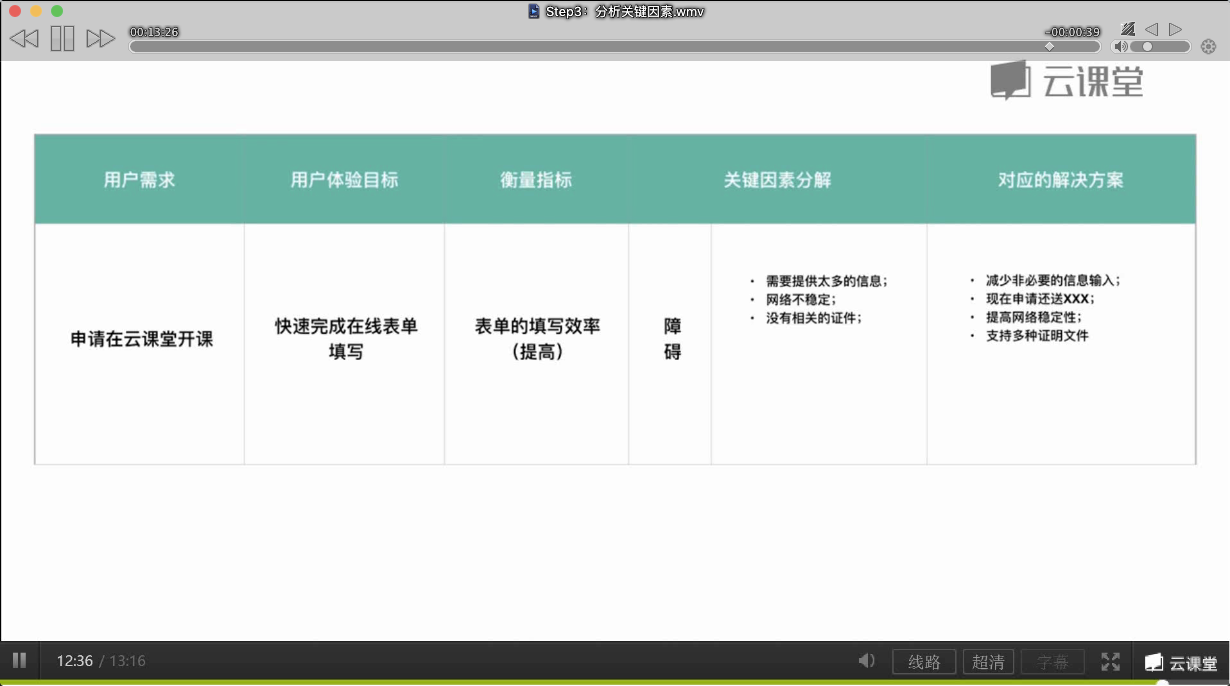 Step3：分析关键因素.wmv
00:13:26
-00:00:39
云课堂
用户需求
用户体验目标
衡量指标
关键因素分解
对应的解决方案
申请在云课堂开课
快速完成在线表单
填写
表单的填写效率
（提高）
障
碍
· 需要提供太多的信息；
· 网络不稳定；
· 没有相关的证件；
· 减少非必要的信息输入；
· 现在申请还送XXX；
· 提高网络稳定性；
· 支持多种证明文件
12:36 / 13:16
线路
超清
字幕
云课堂